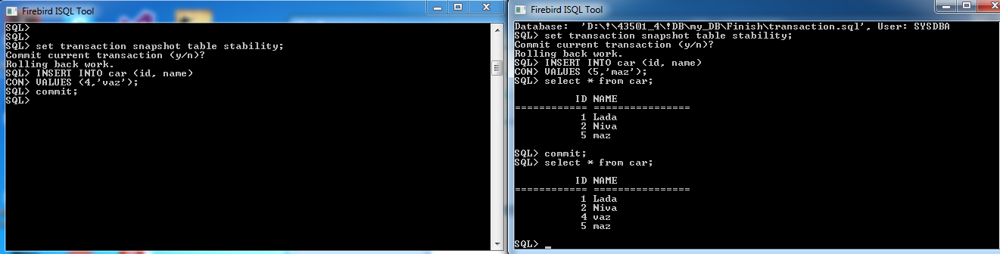 Firebird ISQL Tool
SQL>
SQL>
SQL> set transaction snapshot table stability;
Commit current transaction (y/n)?
Rolling back work.
SQL> INSERT INTO car (id, name)
CON> VALUES (4,'vaz');
SQL> commit;
SQL>
Firebird ISQL Tool
Database:  'D:\!\43501_4\!DB\my_DB\Finish\transaction.sql', User: SYSDBA
SQL> set transaction snapshot table stability;
Commit current transaction (y/n)?
Rolling back work.
SQL> INSERT INTO car (id, name)
CON> VALUES (5,'maz');
SQL> select * from car;
ID NAME
============ =================
1 Lada
2 Niva
5 maz
SQL> commit;
SQL> select * from car;
ID NAME
============ =================
1 Lada
2 Niva
4 vaz
5 maz
SQL> _